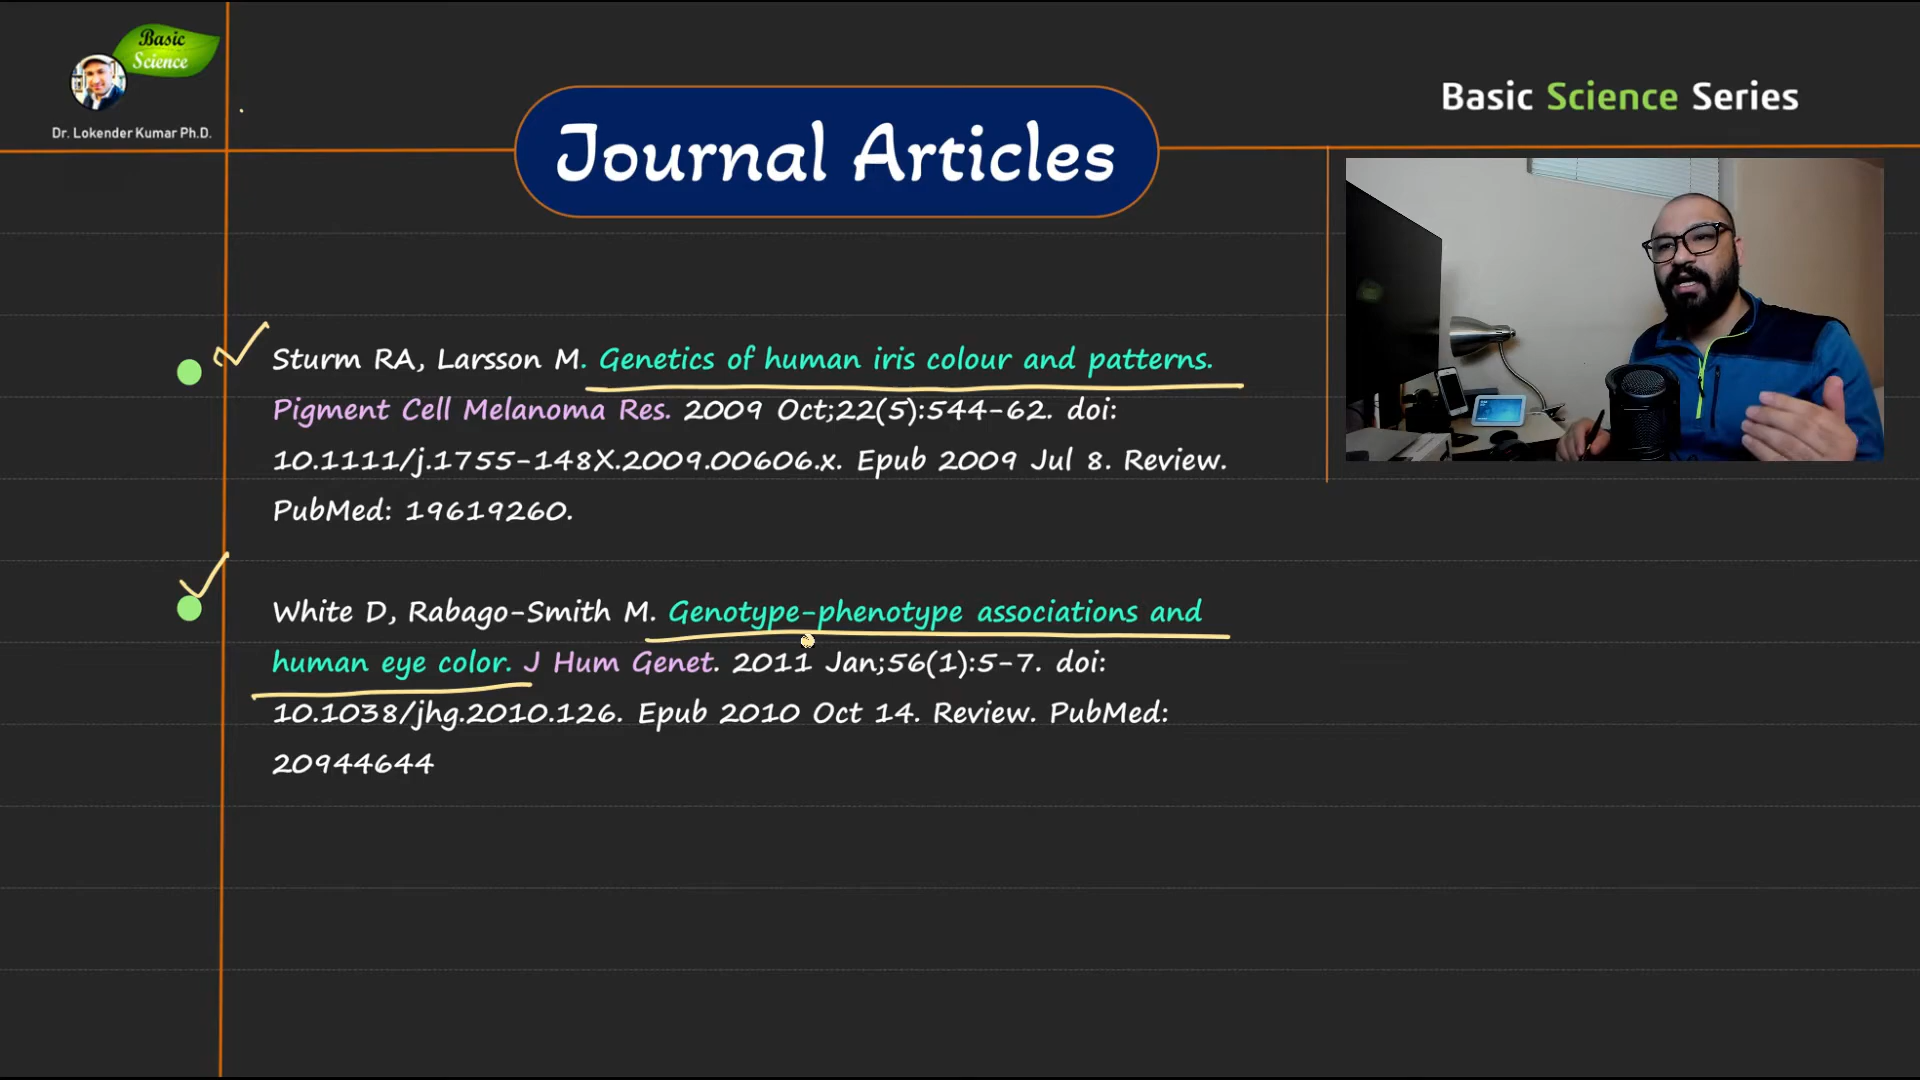 Basic
Science
Dr. Lokender Kumar Ph.D.
Journal Articles
Basic Science Series
Sturm RA, Larsson M. Genetics of human iris colour and patterns.
Pigment Cell Melanoma Res. 2009 Oct;22(5):544-62. doi:
10.1111/j.1755-148X.2009.00606.x. Epub 2009 Jul 8. Review.
PubMed: 19619260.
White D, Rabago-Smith M. Genotype-phenotype associations and
human eye color. J Hum Genet. 2011 Jan;56(1):5-7. doi:
10.1038/jhg.2010.126. Epub 2010 Oct 14. Review. PubMed:
20944644